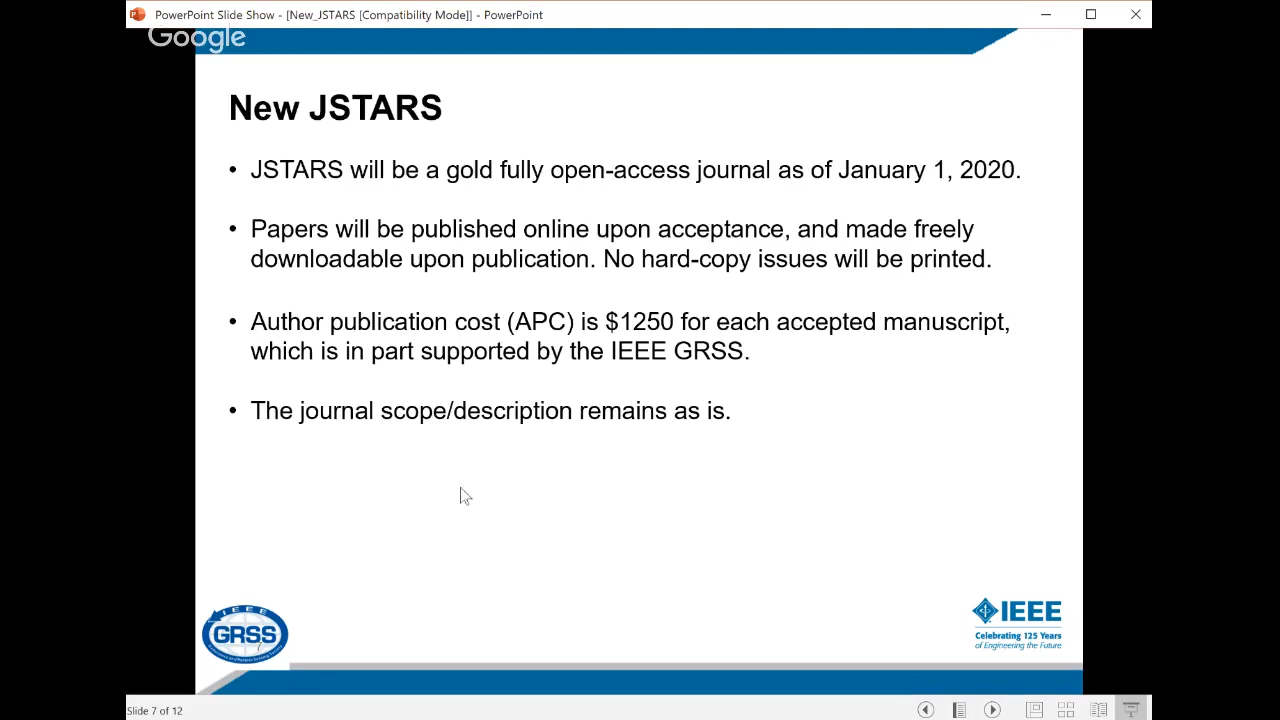 PowerPoint Slide Show - [New_JSTARS [Compatibility Mode]] - PowerPoint
Google
New JSTARS
• JSTARS will be a gold fully open-access journal as of January 1, 2020.
• Papers will be published online upon acceptance, and made freely
downloadable upon publication. No hard-copy issues will be printed.
• Author publication cost (APC) is $1250 for each accepted manuscript,
which is in part supported by the IEEE GRSS.
• The journal scope/description remains as is.
IEEE
GRSS
7
IEEE
Celebrating 125 Years
of Engineering the Future
Slide 7 of 12